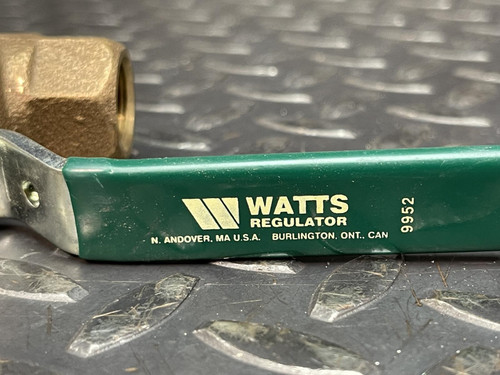 WATTS
REGULATOR
N. ANDOVER, MA U.S.A. BURLINGTON, ONT., CAN
9952